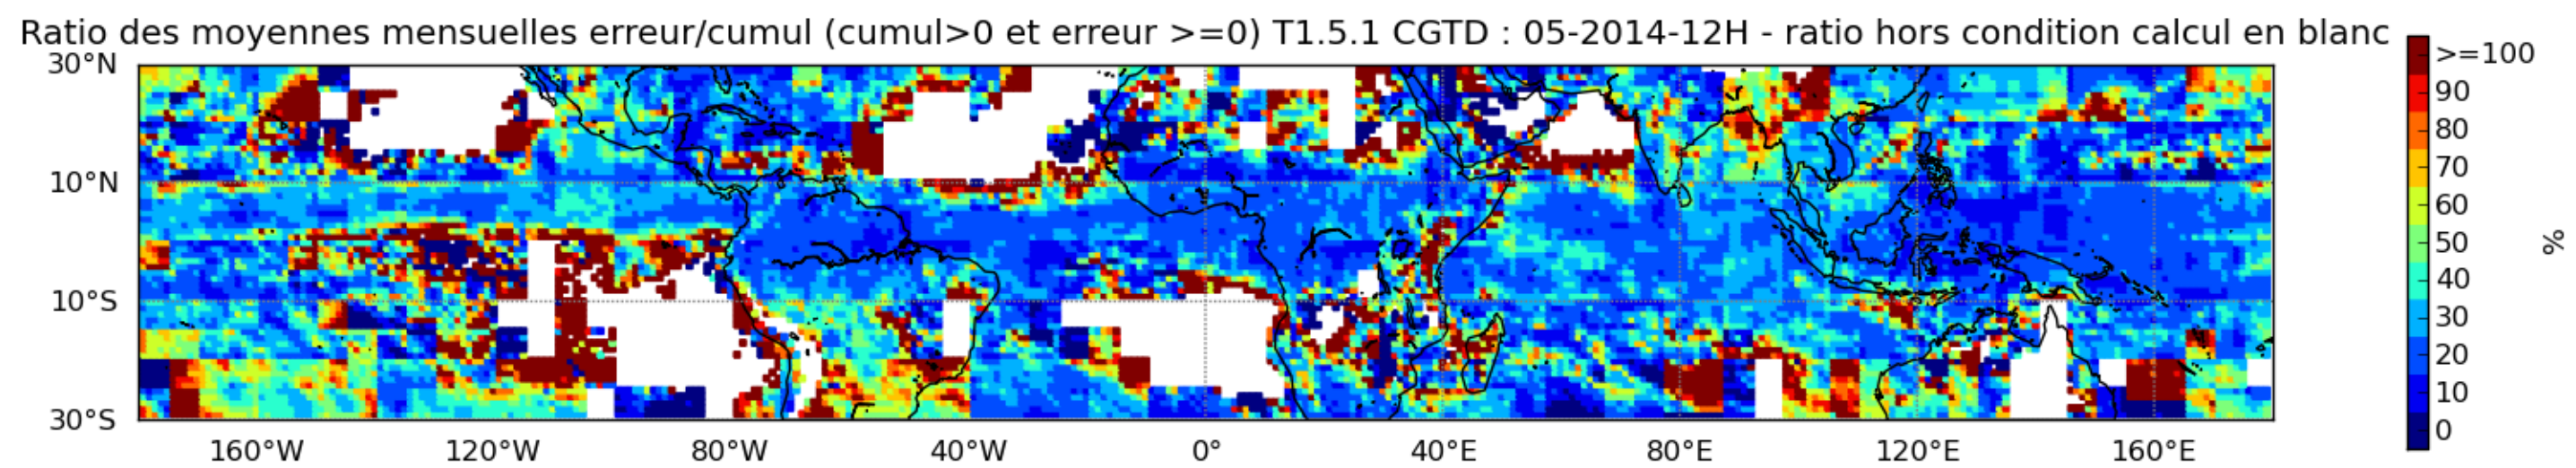 Ratio des moyennes mensuelles erreur/cumul (cumul>0 et erreur >=0) T1.5.1 CGTD : 05-2014-12H - ratio hors condition calcul en blanc
30°N
10°N
10°S
30°S
160°W 120°W 80°W 40°W 0° 40°E 80°E 120°E 160°E
>=100
90
80
70
60
50
40
30
20
10
0
%